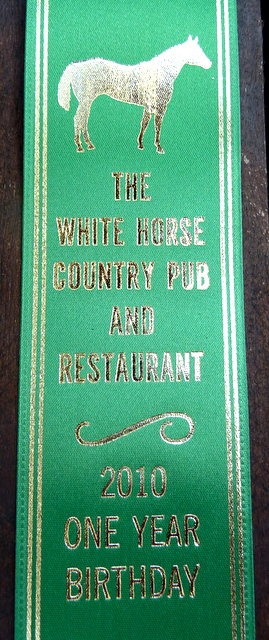 THE
WHITE HORSE
COUNTRY PUB
AND
RESTAURANT
2010
ONE YEAR
BIRTHDAY